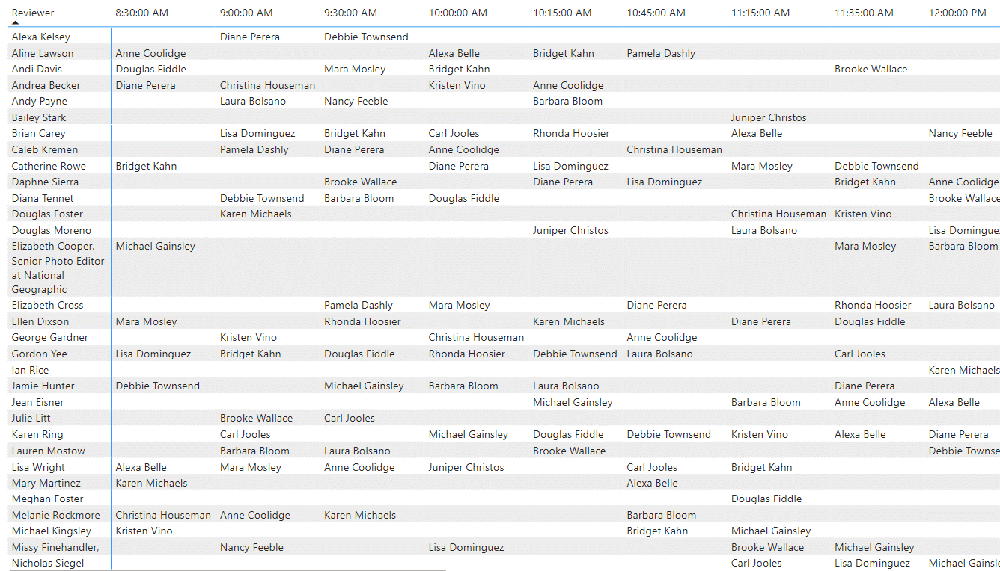 Reviewer 8:30:00 AM 9:00:00 AM 9:30:00 AM 10:00:00 AM 10:15:00 AM 10:45:00 AM 11:15:00 AM 11:35:00 AM 12:00:00 PM
Alexa Kelsey Diane Perera Debbie Townsend
Aline Lawson Anne Coolidge Alexa Belle Bridget Kahn Pamela Dashly
Andi Davis Douglas Fiddle Mara Mosley Bridget Kahn Brooke Wallace
Andrea Becker Diane Perera Christina Houseman Kristen Vino Anne Coolidge
Andy Payne Laura Bolsano Nancy Feeble Barbara Bloom
Bailey Stark Juniper Christos
Brian Carey Lisa Dominguez Bridget Kahn Carl Jooles Rhonda Hoosier Alexa Belle Nancy Feeble
Caleb Kremen Pamela Dashly Diane Perera Anne Coolidge Christina Houseman
Catherine Rowe Bridget Kahn Diane Perera Lisa Dominguez Mara Mosley Debbie Townsend
Daphne Sierra Brooke Wallace Diane Perera Lisa Dominguez Bridget Kahn Anne Coolidge
Diana Tennet Debbie Townsend Barbara Bloom Douglas Fiddle Brooke Wallace
Douglas Foster Karen Michaels Christina Houseman Kristen Vino
Douglas Moreno Juniper Christos Laura Bolsano Lisa Dominguez
Elizabeth Cooper, Michael Gainsley Mara Mosley Barbara Bloom
Senior Photo Editor
at National
Geographic
Elizabeth Cross Pamela Dashly Mara Mosley Diane Perera Rhonda Hoosier Laura Bolsano
Ellen Dixson Mara Mosley Rhonda Hoosier Karen Michaels Diane Perera Douglas Fiddle
George Gardner Kristen Vino Christina Houseman Anne Coolidge
Gordon Yee Lisa Dominguez Bridget Kahn Douglas Fiddle Rhonda Hoosier Debbie Townsend Laura Bolsano Carl Jooles
Ian Rice Karen Michaels
Jamie Hunter Debbie Townsend Michael Gainsley Barbara Bloom Laura Bolsano Diane Perera
Jean Eisner Michael Gainsley Barbara Bloom Anne Coolidge Alexa Belle
Julie Litt Brooke Wallace Carl Jooles
Karen Ring Carl Jooles Michael Gainsley Douglas Fiddle Debbie Townsend Kristen Vino Alexa Belle Diane Perera
Lauren Mostow Barbara Bloom Laura Bolsano Brooke Wallace Debbie Townse
Lisa Wright Alexa Belle Mara Mosley Anne Coolidge Juniper Christos Carl Jooles Bridget Kahn
Mary Martinez Karen Michaels Alexa Belle
Meghan Foster Douglas Fiddle
Melanie Rockmore Christina Houseman Anne Coolidge Karen Michaels Barbara Bloom
Michael Kingsley Kristen Vino Bridget Kahn Michael Gainsley
Missy Finehandler, Nancy Feeble Lisa Dominguez Brooke Wallace Michael Gainsley
Nicholas Siegel Carl Jooles Lisa Dominguez Michael Gainsle